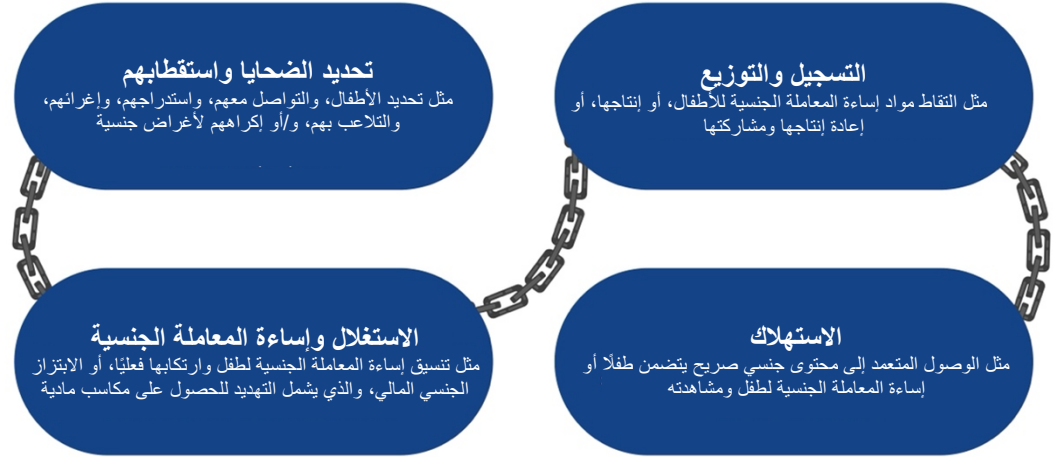 تحديد الضحايا واستقطابهم
مثل تحديد الأطفال، والتواصل معهم، واستدراجهم، وإغرائهم،
والتلاعب بهم، و/أو إكراههم لأغراض جنسية
الاستغلال وإساءة المعاملة الجنسية
مثل تنسيق إساءة المعاملة الجنسية لطفل وارتكابها فعليًا، أو الابتزاز
الجنسي المالي، والذي يشمل التهديد للحصول على مكاسب مادية
التسجيل والتوزيع
مثل التقاط مواد إساءة المعاملة الجنسية للأطفال، أو إنتاجها، أو
إعادة إنتاجها ومشاركتها
الاستهلاك
مثل الوصول المتعمد إلى محتوى جنسي صريح يتضمن طفلًا أو
إساءة المعاملة الجنسية لطفل ومشاهدته